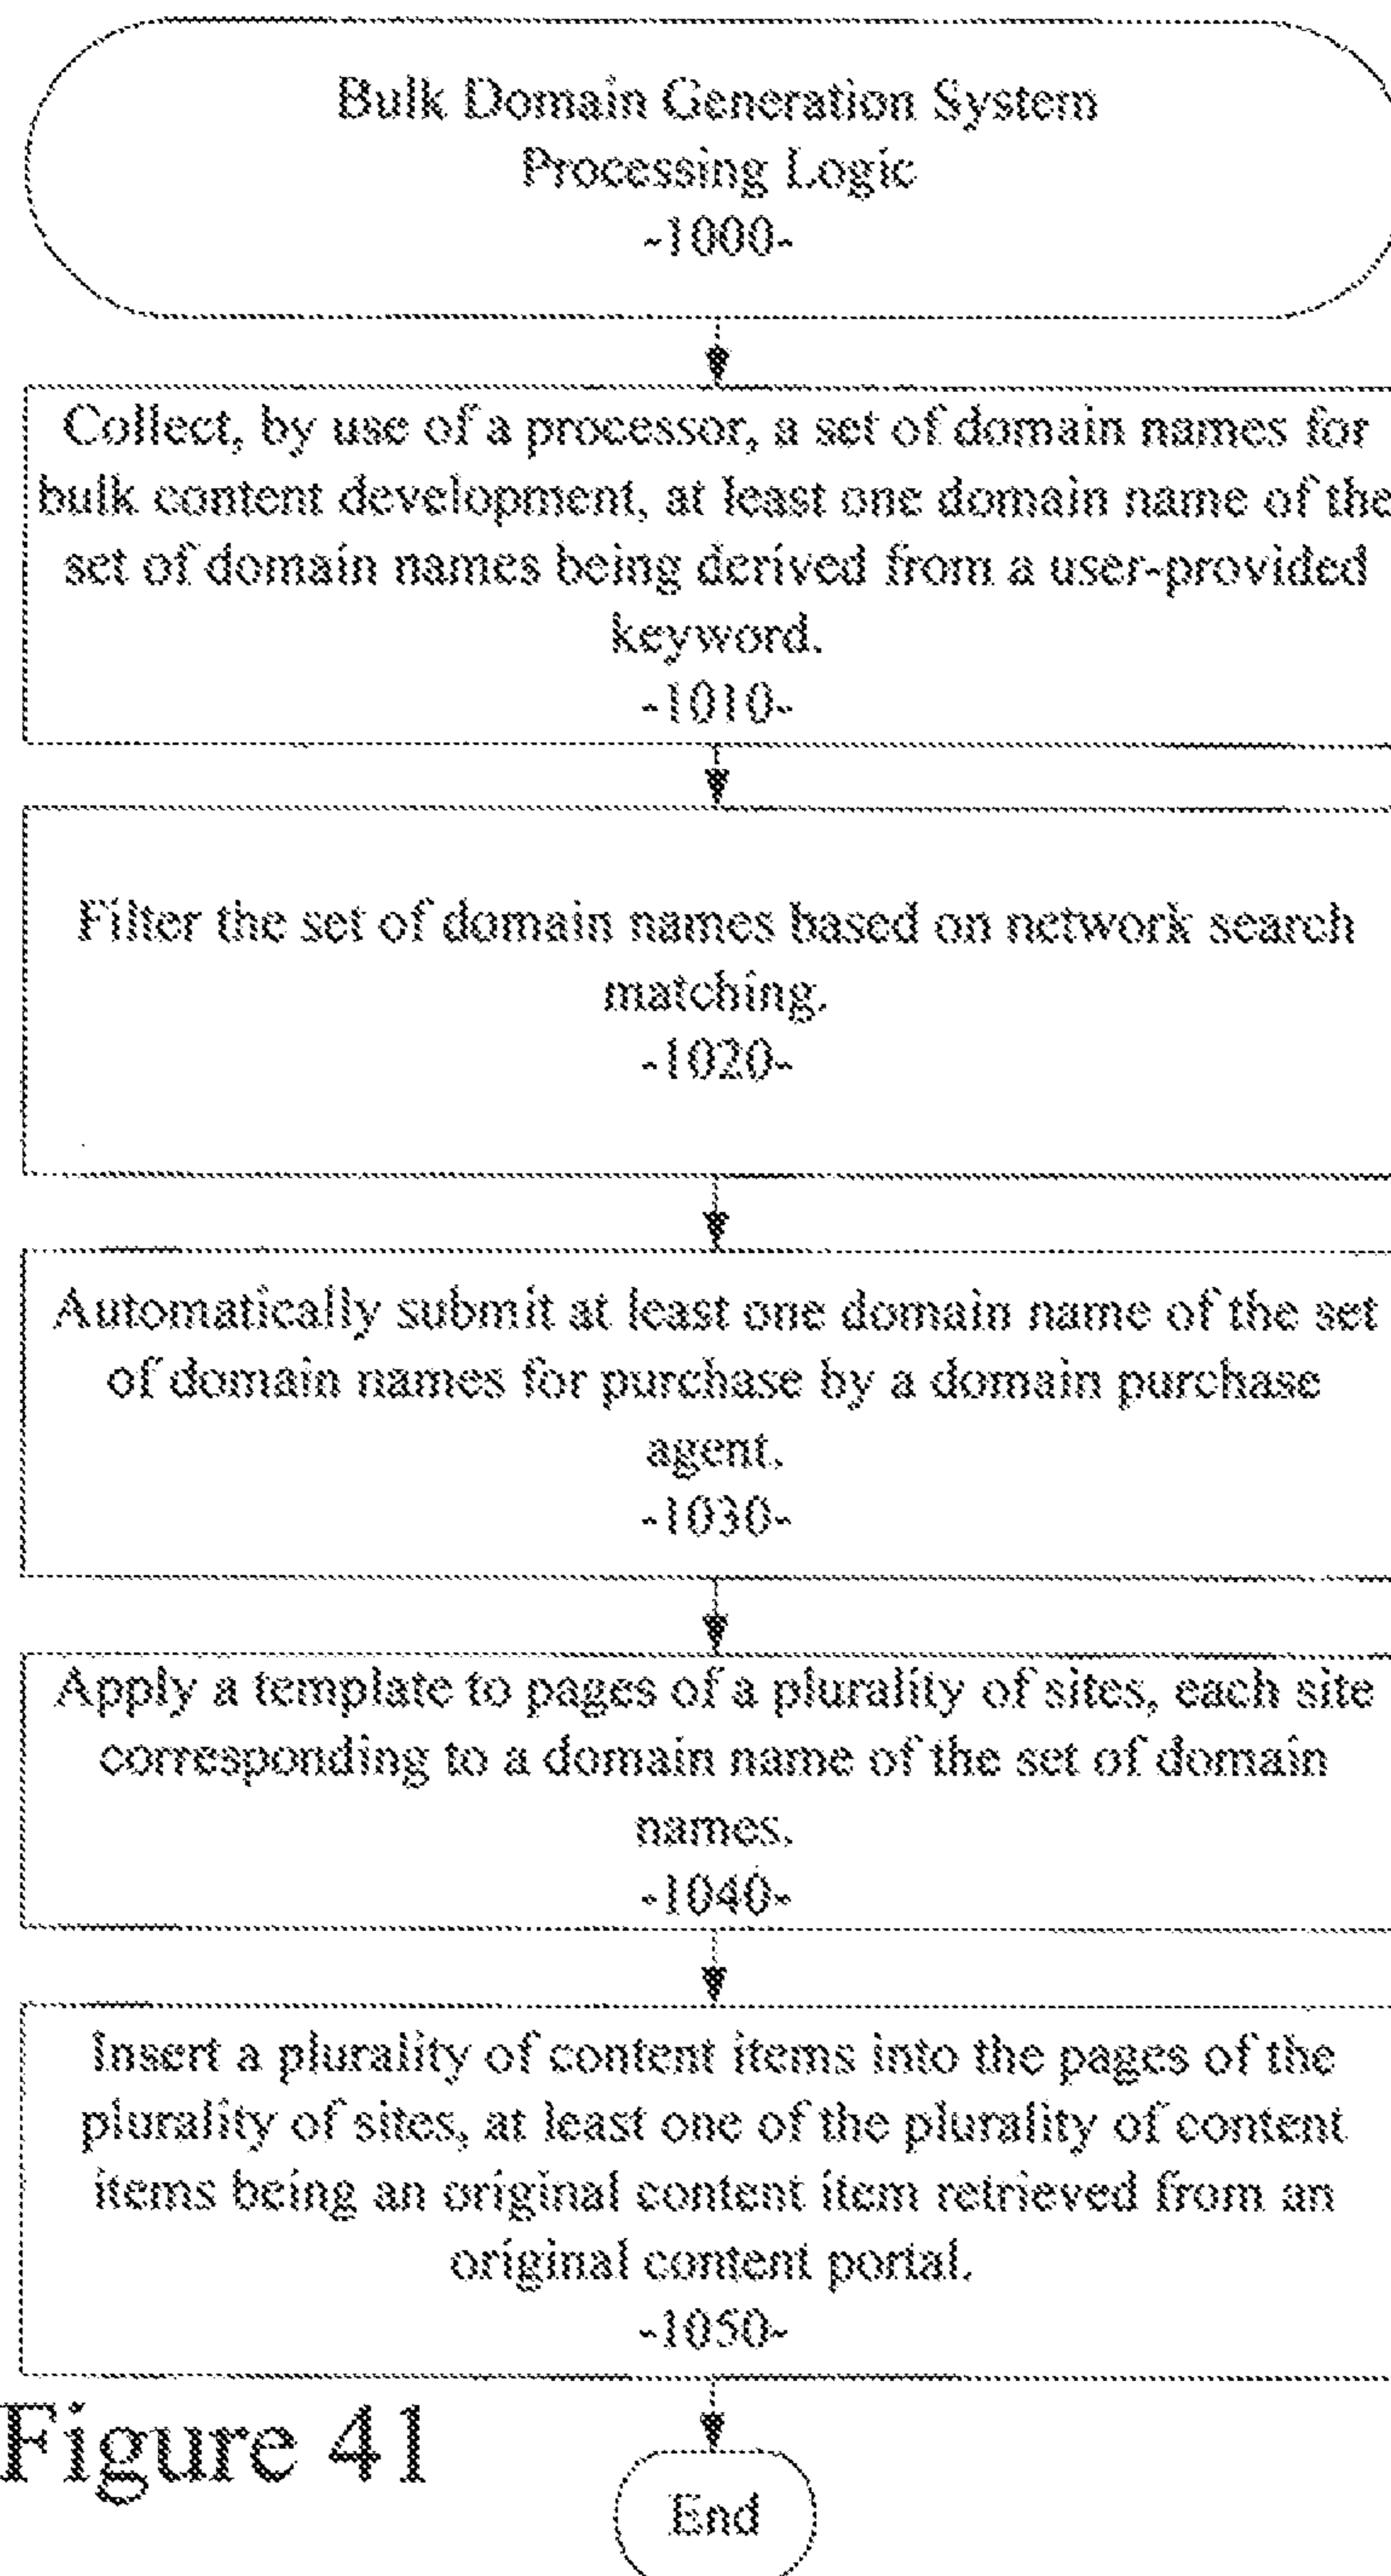 Bulk Domain Generation System
Processing Logic
-1000-
Collect, by use of a processor, a set of domain names for
bulk content development, at least one domain name of the
set of domain names being derived from a user-provided
keyword.
-1010-
Filter the set of domain names based on network search
matching.
-1020-
Automatically submit at least one domain name of the set
of domain names for purchase by a domain purchase
agent.
-1030-
Apply a template to pages of a plurality of sites, each site
corresponding to a domain name of the set of domain
names.
-1040-
Insert a plurality of content items into the pages of the
plurality of sites, at least one of the plurality of content
items being an original content item retrieved from an
original content portal.
-1050-
Figure 41
End